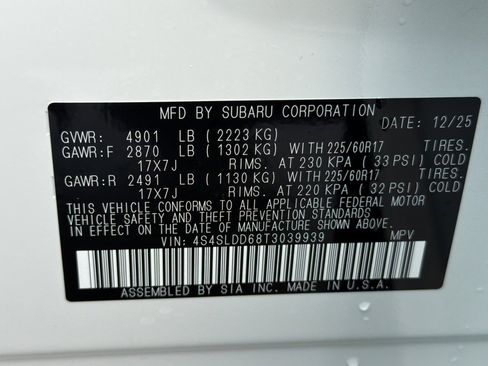 MFD BY SUBARU CORPORATION
DATE: 12/25
GVWR: 4901 LB ( 2223 KG)
GAWR:F 2870 LB ( 1302 KG) WITH 225/60R17 TIRES.
17X7J RIMS. AT 230 KPA ( 33 PSI) COLD
GAWR:R 2491 LB ( 1130 KG) WITH 225/60R17 TIRES.
17X7J RIMS. AT 220 KPA ( 32 PSI) COLD
THIS VEHICLE CONFORMS TO ALL APPLICABLE FEDERAL MOTOR
VEHICLE SAFETY AND THEFT PREVENTION STANDARDS
IN EFFECT ON THE DATE OF MANUFACTURE SHOWN ABOVE.
VIN: 4S4SLDD68T3039939 MPV
ASSEMBLED BY SIA INC. MADE IN U.S.A.